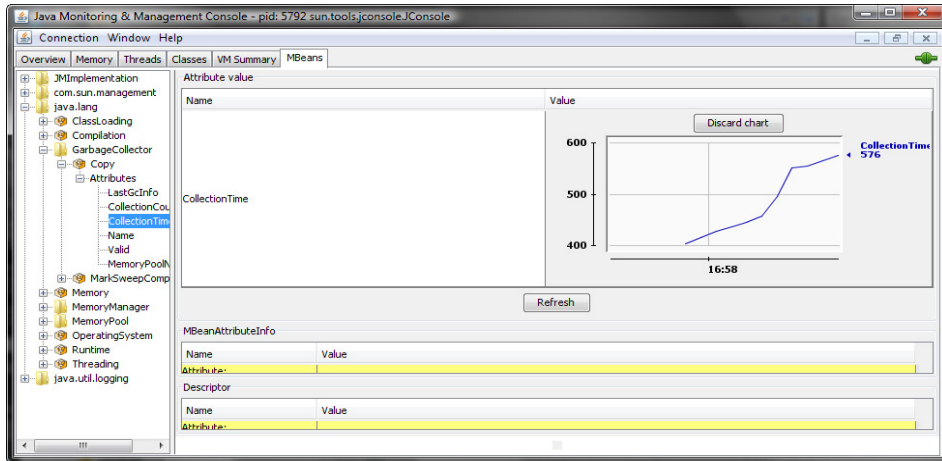 Java Monitoring & Management Console - pid: 5792 sun.tools.jconsole.JConsole
Connection Window Help
Overview Memory Threads Classes VM Summary MBeans
JMImplementation
com.sun.management
java.lang
ClassLoading
Compilation
GarbageCollector
Copy
Attributes
LastGcInfo
CollectionCou
CollectionTim
Name
Valid
MemoryPoolN
MarkSweepComp
Memory
MemoryManager
MemoryPool
OperatingSystem
Runtime
Threading
java.util.logging
Attribute value
Name Value
CollectionTime
Discard chart
600
500
400
16:58
CollectionTime
576
Refresh
MBeanAttributeInfo
Name Value
Attribute:
Descriptor
Name Value
Attribute: